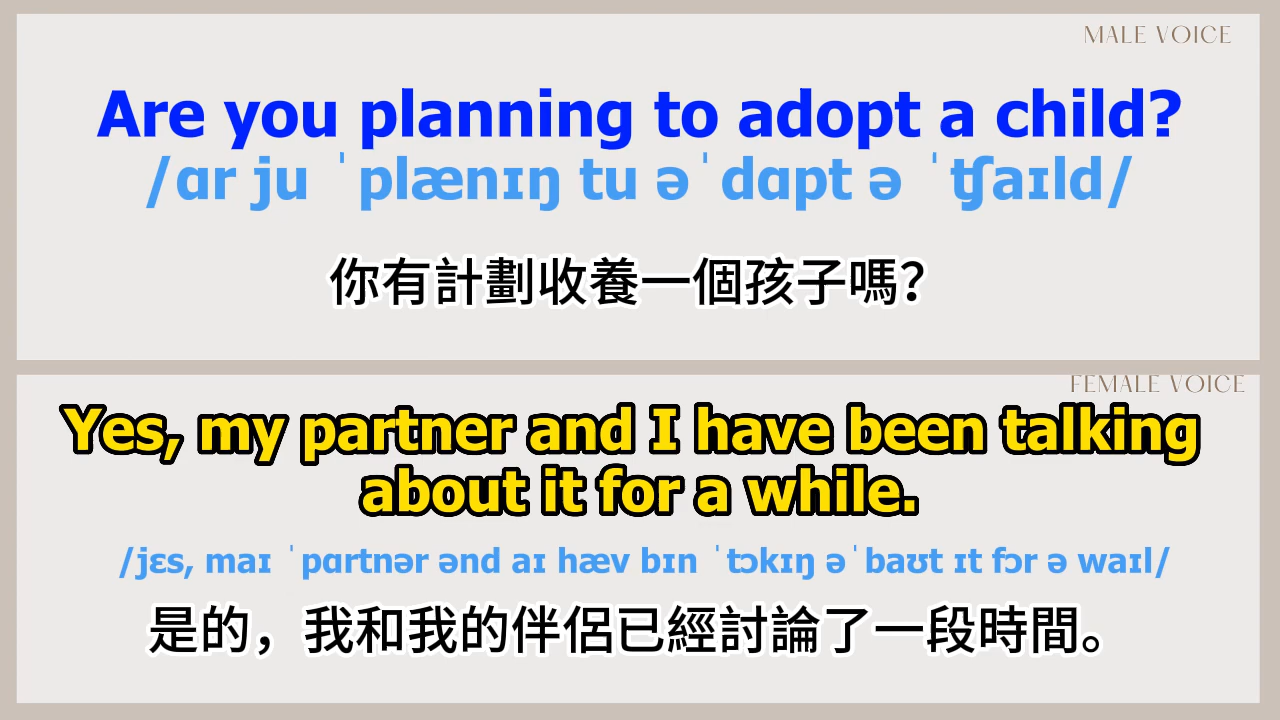 MALE VOICE
Are you planning to adopt a child?
/ɑr ju ˈplænɪŋ tu əˈdɑpt ə ˈʧaɪld/
你有計劃收養一個孩子嗎？
FEMALE VOICE
Yes, my partner and I have been talking
about it for a while.
/jɛs, maɪ ˈpɑrtnər ənd aɪ hæv bɪn ˈtɔkɪŋ əˈbaʊt ɪt fɔr ə waɪl/
是的，我和我的伴侶已經討論了一段時間。